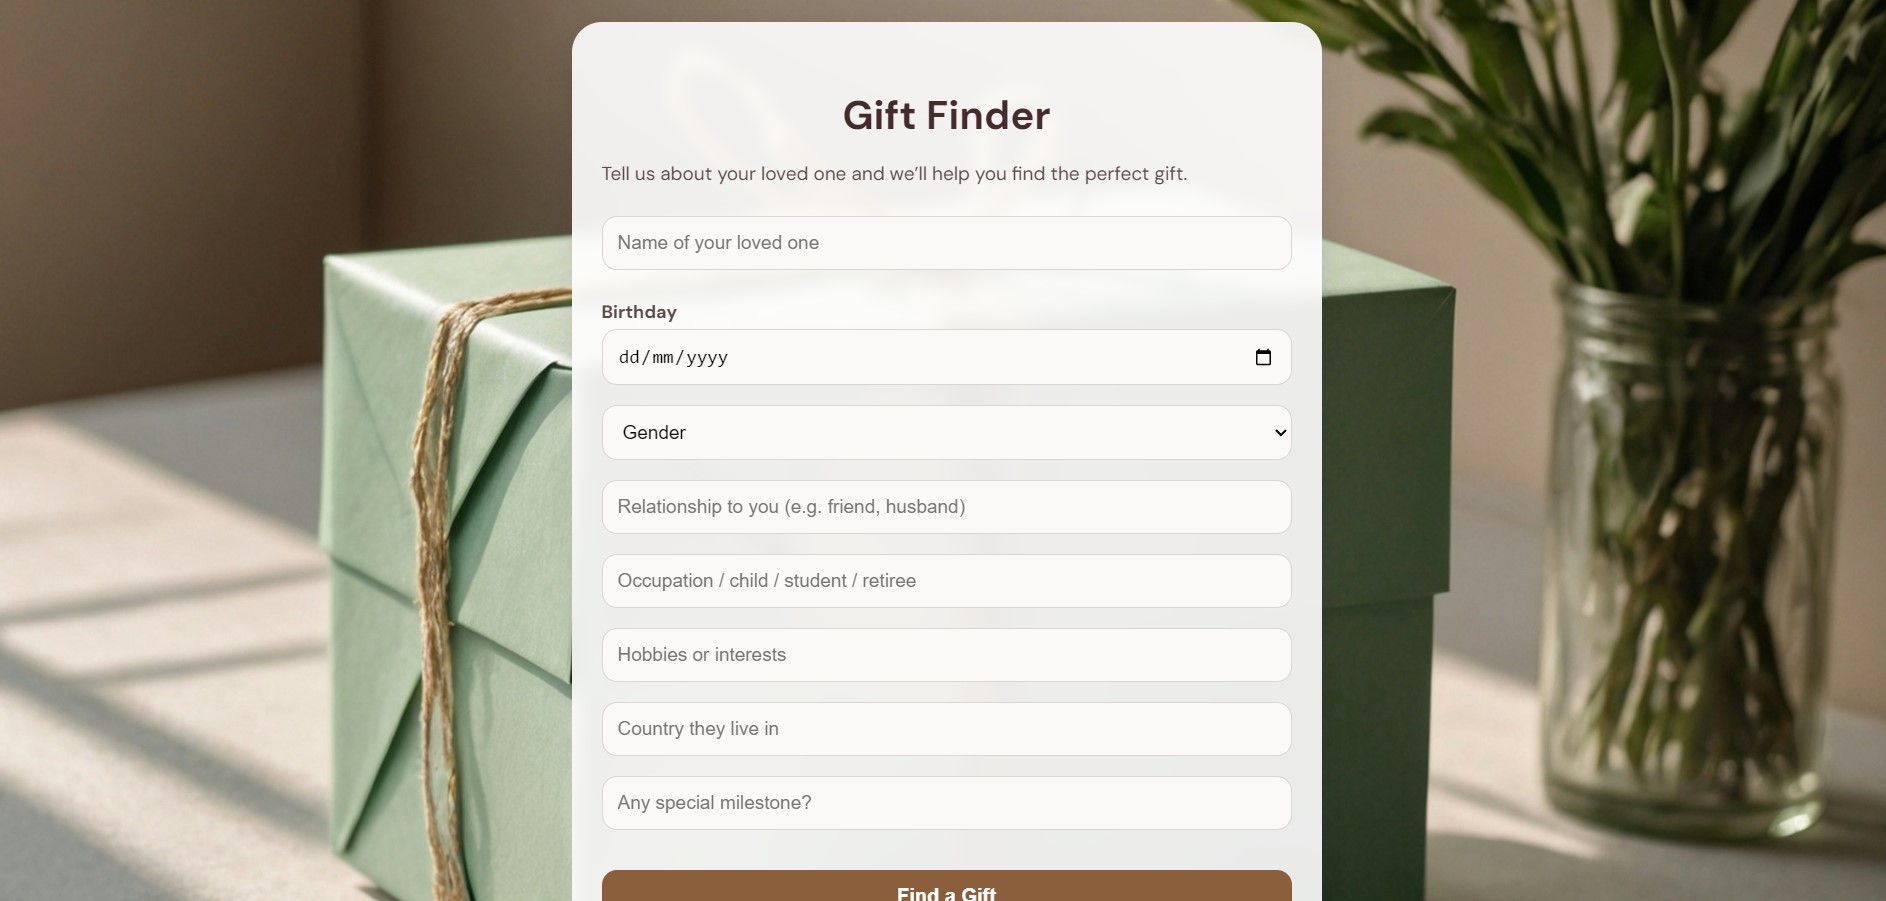 Gift Finder
Tell us about your loved one and we’ll help you find the perfect gift.
Name of your loved one
Birthday
dd/mm/yyyy
Gender
Relationship to you (e.g. friend, husband)
Occupation / child / student / retiree
Hobbies or interests
Country they live in
Any special milestone?
Find a Gift